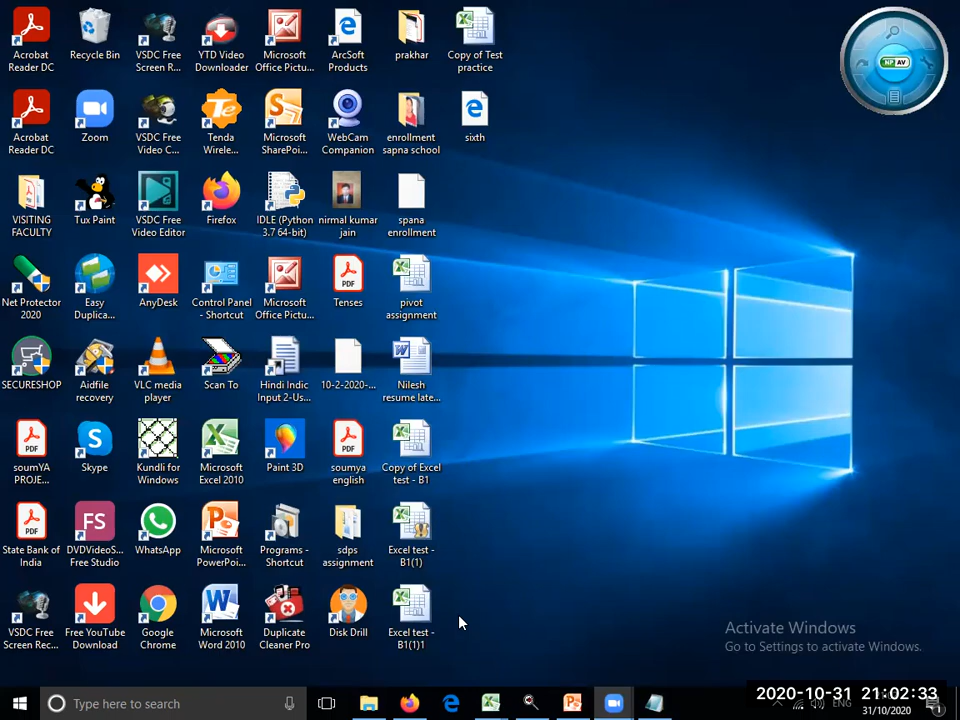 Acrobat Reader DC
Recycle Bin
VSDC Free Screen R...
YTD Video Downloader
Microsoft Office Pictu...
ArcSoft Products
prakhar
Copy of Test practice
NP AV
Acrobat Reader DC
Zoom
VSDC Free Video C...
Tenda Wirele...
Microsoft SharePoi...
WebCam Companion
enrollment sapna school
sixth
VISITING FACULTY
Tux Paint
VSDC Free Video Editor
Firefox
IDLE (Python 3.7 64-bit)
nirmal kumar jain
spana enrollment
Net Protector 2020
Easy Duplica...
AnyDesk
Control Panel - Shortcut
Microsoft Office Pictu...
PDF
Tenses
pivot assignment
SECURESHOP
Aidfile recovery
VLC media player
Scan To
Hindi Indic Input 2-Us...
10-2-2020-...
Nilesh resume late...
PDF
soumYA PROJE...
Skype
Kundli for Windows
Microsoft Excel 2010
Paint 3D
PDF
soumya english
Copy of Excel test - B1
PDF
State Bank of India
FS
DVDVideoS... Free Studio
WhatsApp
Microsoft PowerPoi...
Programs - Shortcut
sdps assignment
Excel test - B1(1)
VSDC Free Screen Rec...
Free YouTube Download
Google Chrome
Microsoft Word 2010
Duplicate Cleaner Pro
Disk Drill
Excel test - B1(1)1
Activate Windows
Go to Settings to activate Windows.
Type here to search
2020-10-31 21:02:33
ENG
31/10/2020